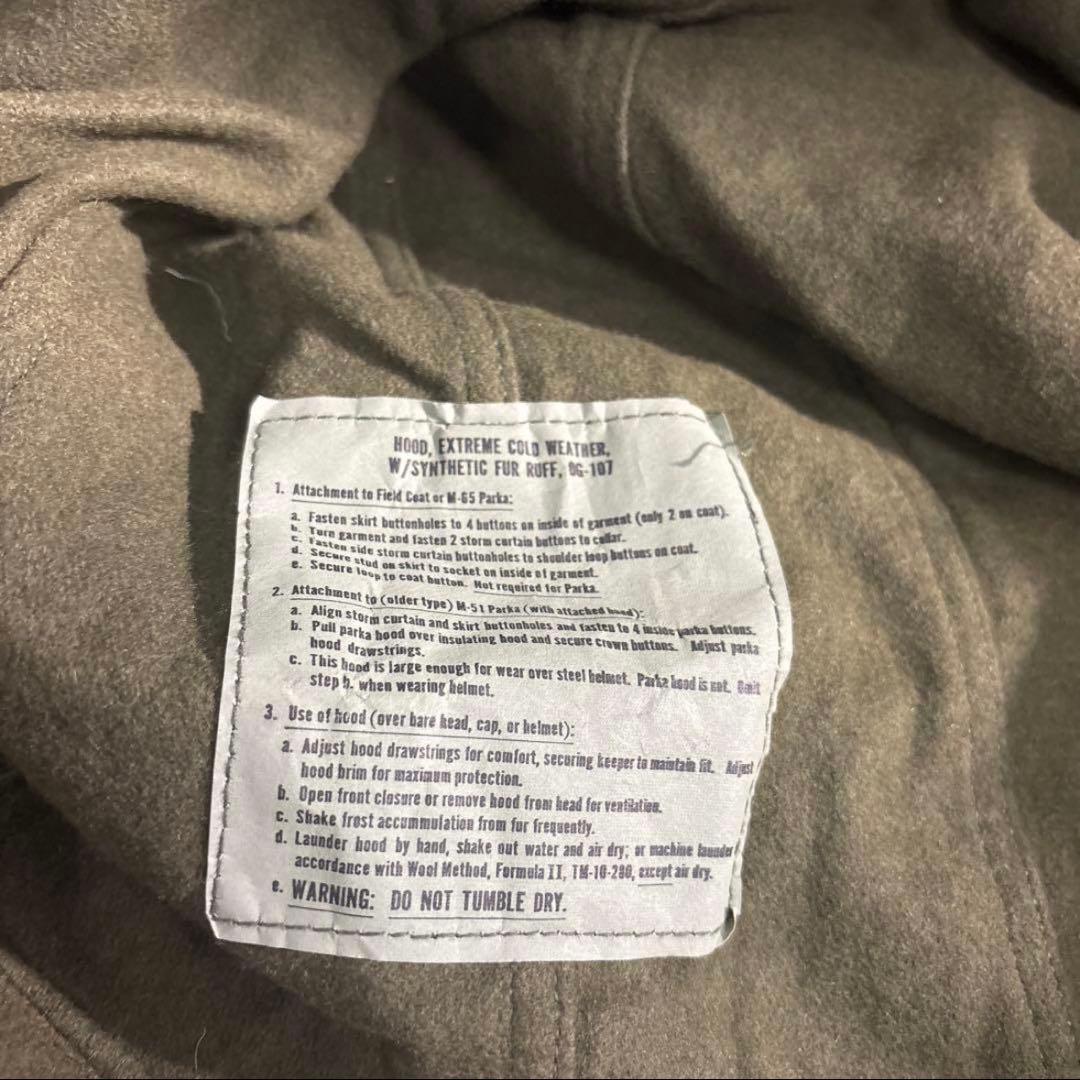 HOOD, EXTREME COLD WEATHER,
W/SYNTHETIC FUR RUFF, OG-107
1. Attachment to Field Coat or M-65 Parka:
a. Fasten skirt buttonholes to 4 buttons on inside of garment (only 2 on coat).
b. Turn garment and fasten 2 storm curtain buttons to collar.
c. Fasten side storm curtain buttonholes to shoulder loop buttons on coat.
d. Secure stud on skirt to socket on inside of garment.
e. Secure loop to coat button. Not required for Parka.
2. Attachment to (older type) M-51 Parka (with attached hood):
a. Align storm curtain and skirt buttonholes and fasten to 4 inside parka buttons.
b. Pull parka hood over insulating hood and secure crown buttons. Adjust parka
hood drawstrings.
c. This hood is large enough for wear over steel helmet. Parka hood is not. Omit
step b. when wearing helmet.
3. Use of hood (over bare head, cap, or helmet):
a. Adjust hood drawstrings for comfort, securing keeper to maintain fit. Adjust
hood brim for maximum protection.
b. Open front closure or remove hood from head for ventilation.
c. Shake frost accummulation from fur frequently.
d. Launder hood by hand, shake out water and air dry; or machine launder
accordance with Wool Method, Formula II, TM-10-280, except air dry.
e. WARNING: DO NOT TUMBLE DRY.